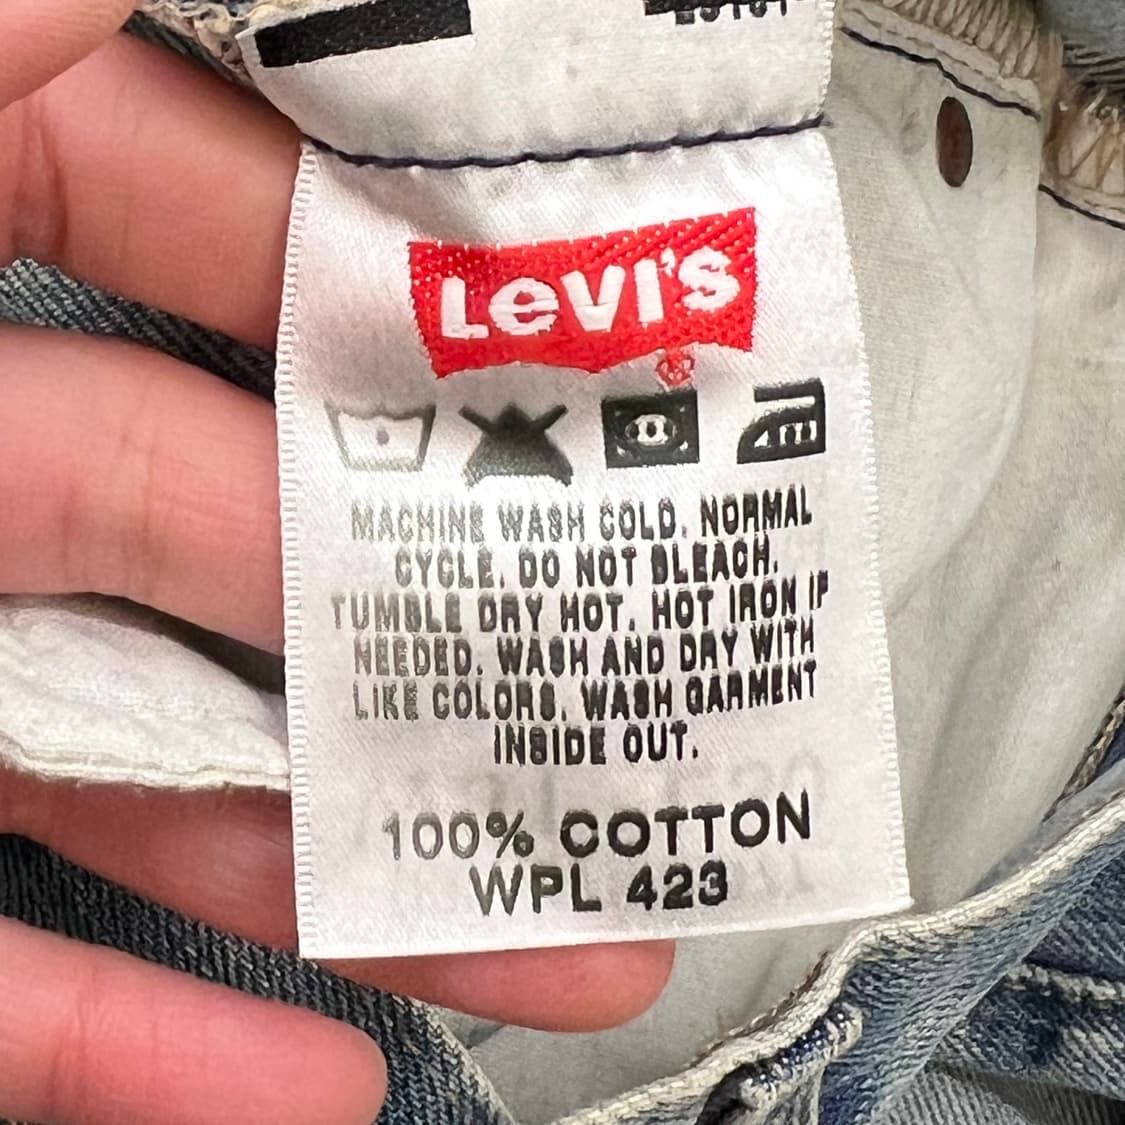 Levi's
MACHINE WASH COLD. NORMAL
CYCLE. DO NOT BLEACH.
TUMBLE DRY HOT. HOT IRON IF
NEEDED. WASH AND DRY WITH
LIKE COLORS. WASH GARMENT
INSIDE OUT.
100% COTTON
WPL 423